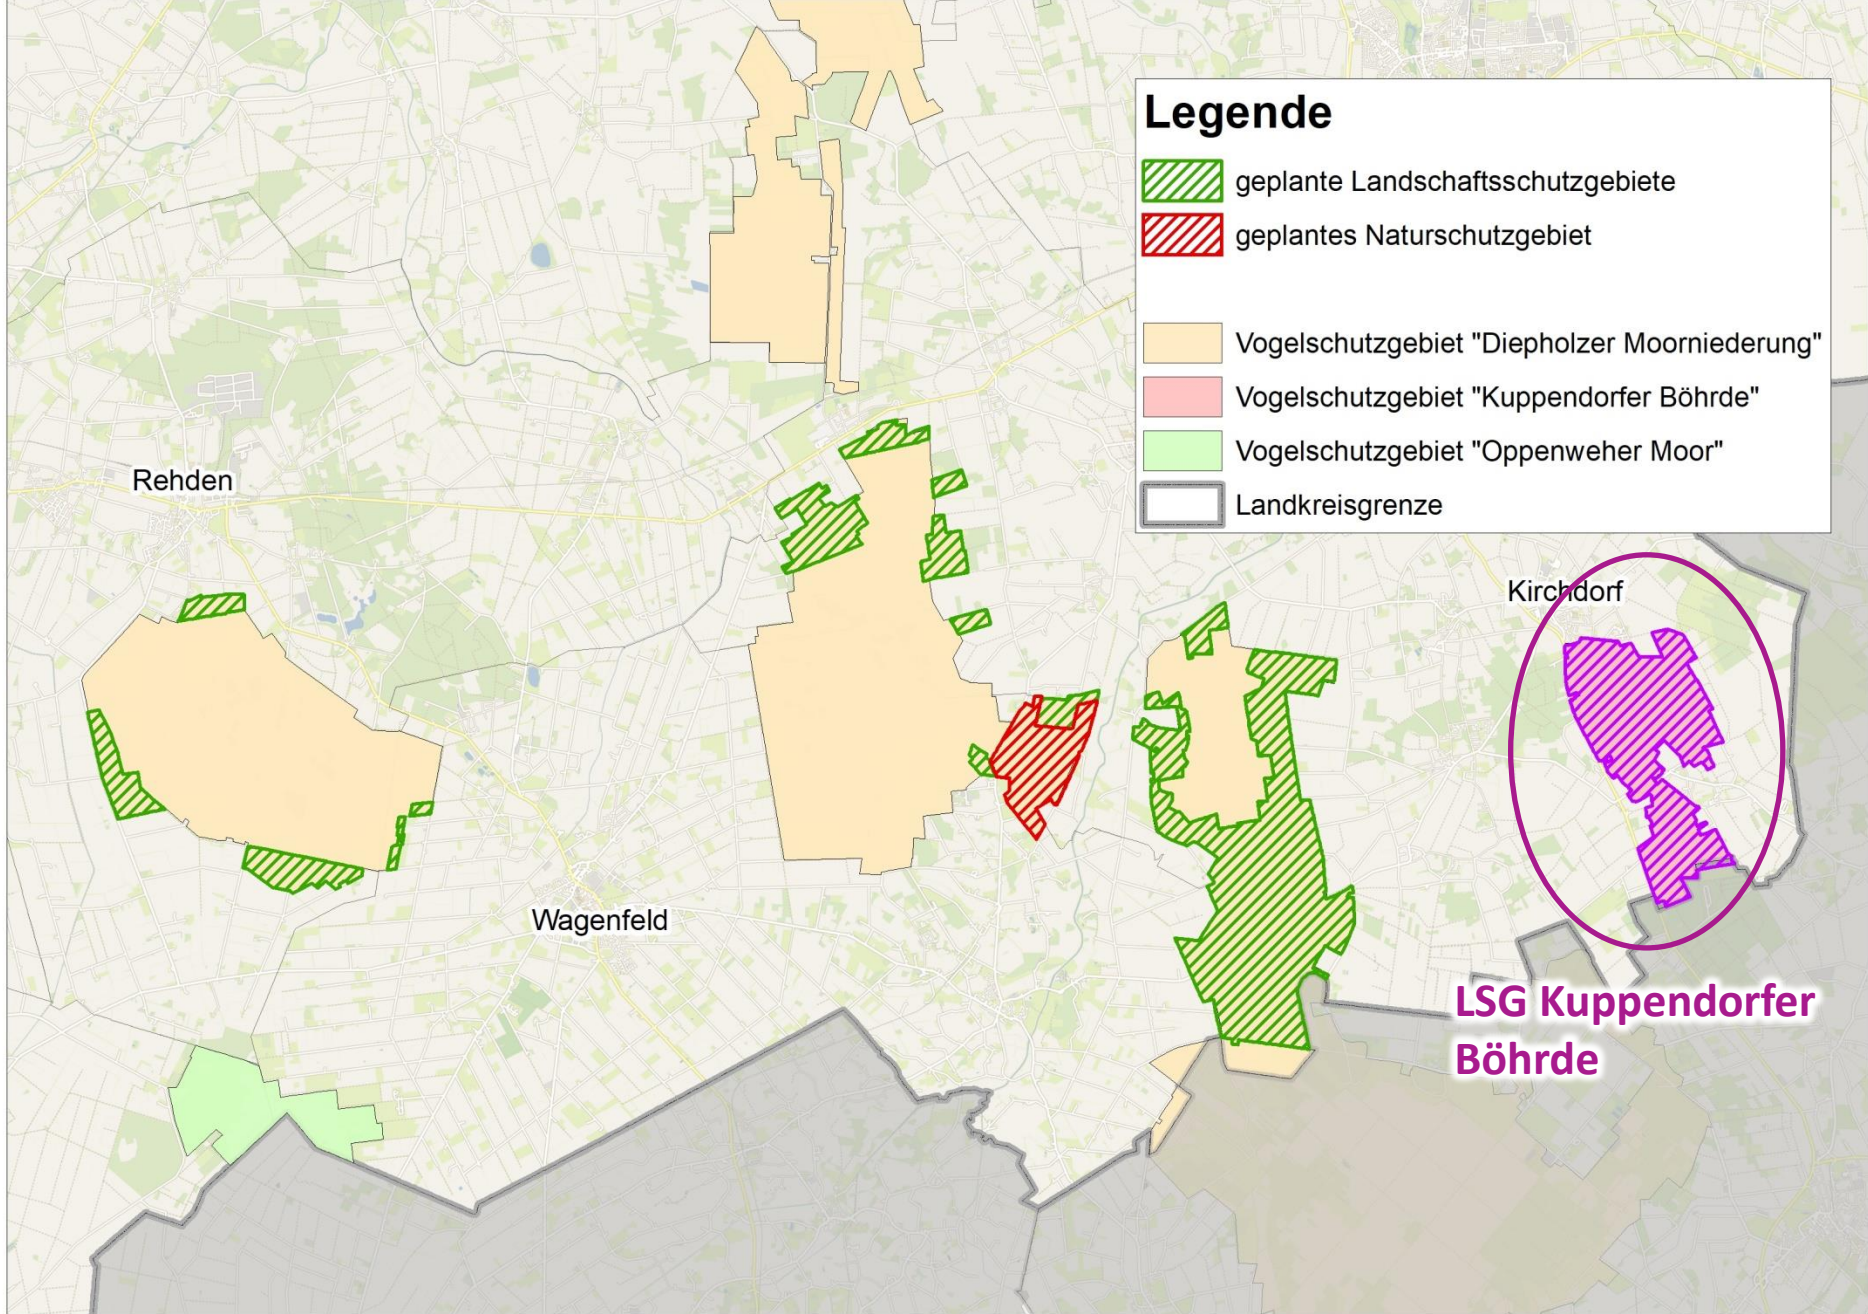 Legende
geplante Landschaftsschutzgebiete
geplantes Naturschutzgebiet
Vogelschutzgebiet "Diepholzer Moorniederung"
Vogelschutzgebiet "Kuppendorfer Böhrde"
Vogelschutzgebiet "Oppenweher Moor"
Landkreisgrenze
Rehden
Kirchdorf
Wagenfeld
LSG Kuppendorfer
Böhrde